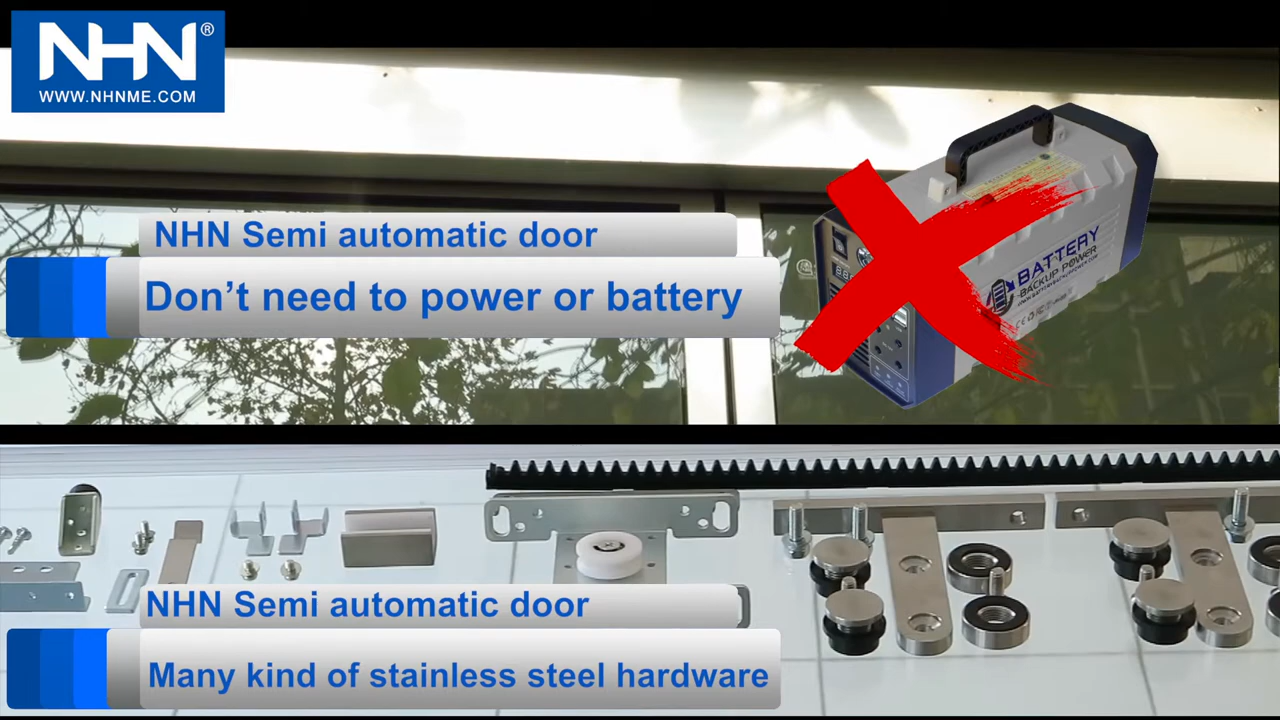 NHN®
WWW.NHNME.COM
NHN Semi automatic door
Don't need to power or battery
BATTERY
BACKUP POWER
NHN Semi automatic door
Many kind of stainless steel hardware